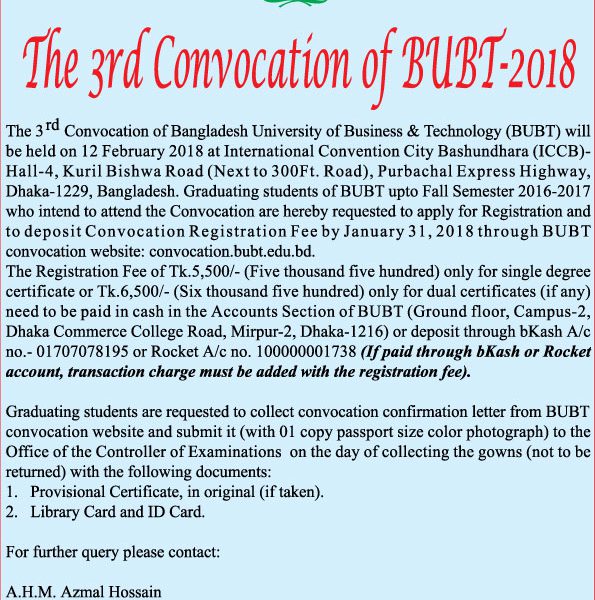 The 3rd Convocation of BUBT-2018
The 3rd Convocation of Bangladesh University of Business & Technology (BUBT) will
be held on 12 February 2018 at International Convention City Bashundhara (ICCB)-
Hall-4, Kuril Bishwa Road (Next to 300Ft. Road), Purbachal Express Highway,
Dhaka-1229, Bangladesh. Graduating students of BUBT upto Fall Semester 2016-2017
who intend to attend the Convocation are hereby requested to apply for Registration and
to deposit Convocation Registration Fee by January 31, 2018 through BUBT
convocation website: convocation.bubt.edu.bd.
The Registration Fee of Tk.5,500/- (Five thousand five hundred) only for single degree
certificate or Tk.6,500/- (Six thousand five hundred) only for dual certificates (if any)
need to be paid in cash in the Accounts Section of BUBT (Ground floor, Campus-2,
Dhaka Commerce College Road, Mirpur-2, Dhaka-1216) or deposit through bKash A/c
no.- 01707078195 or Rocket A/c no. 100000001738 (If paid through bKash or Rocket
account, transaction charge must be added with the registration fee).
Graduating students are requested to collect convocation confirmation letter from BUBT
convocation website and submit it (with 01 copy passport size color photograph) to the
Office of the Controller of Examinations on the day of collecting the gowns (not to be
returned) with the following documents:
1. Provisional Certificate, in original (if taken).
2. Library Card and ID Card.
For further query please contact:
A.H.M. Azmal Hossain